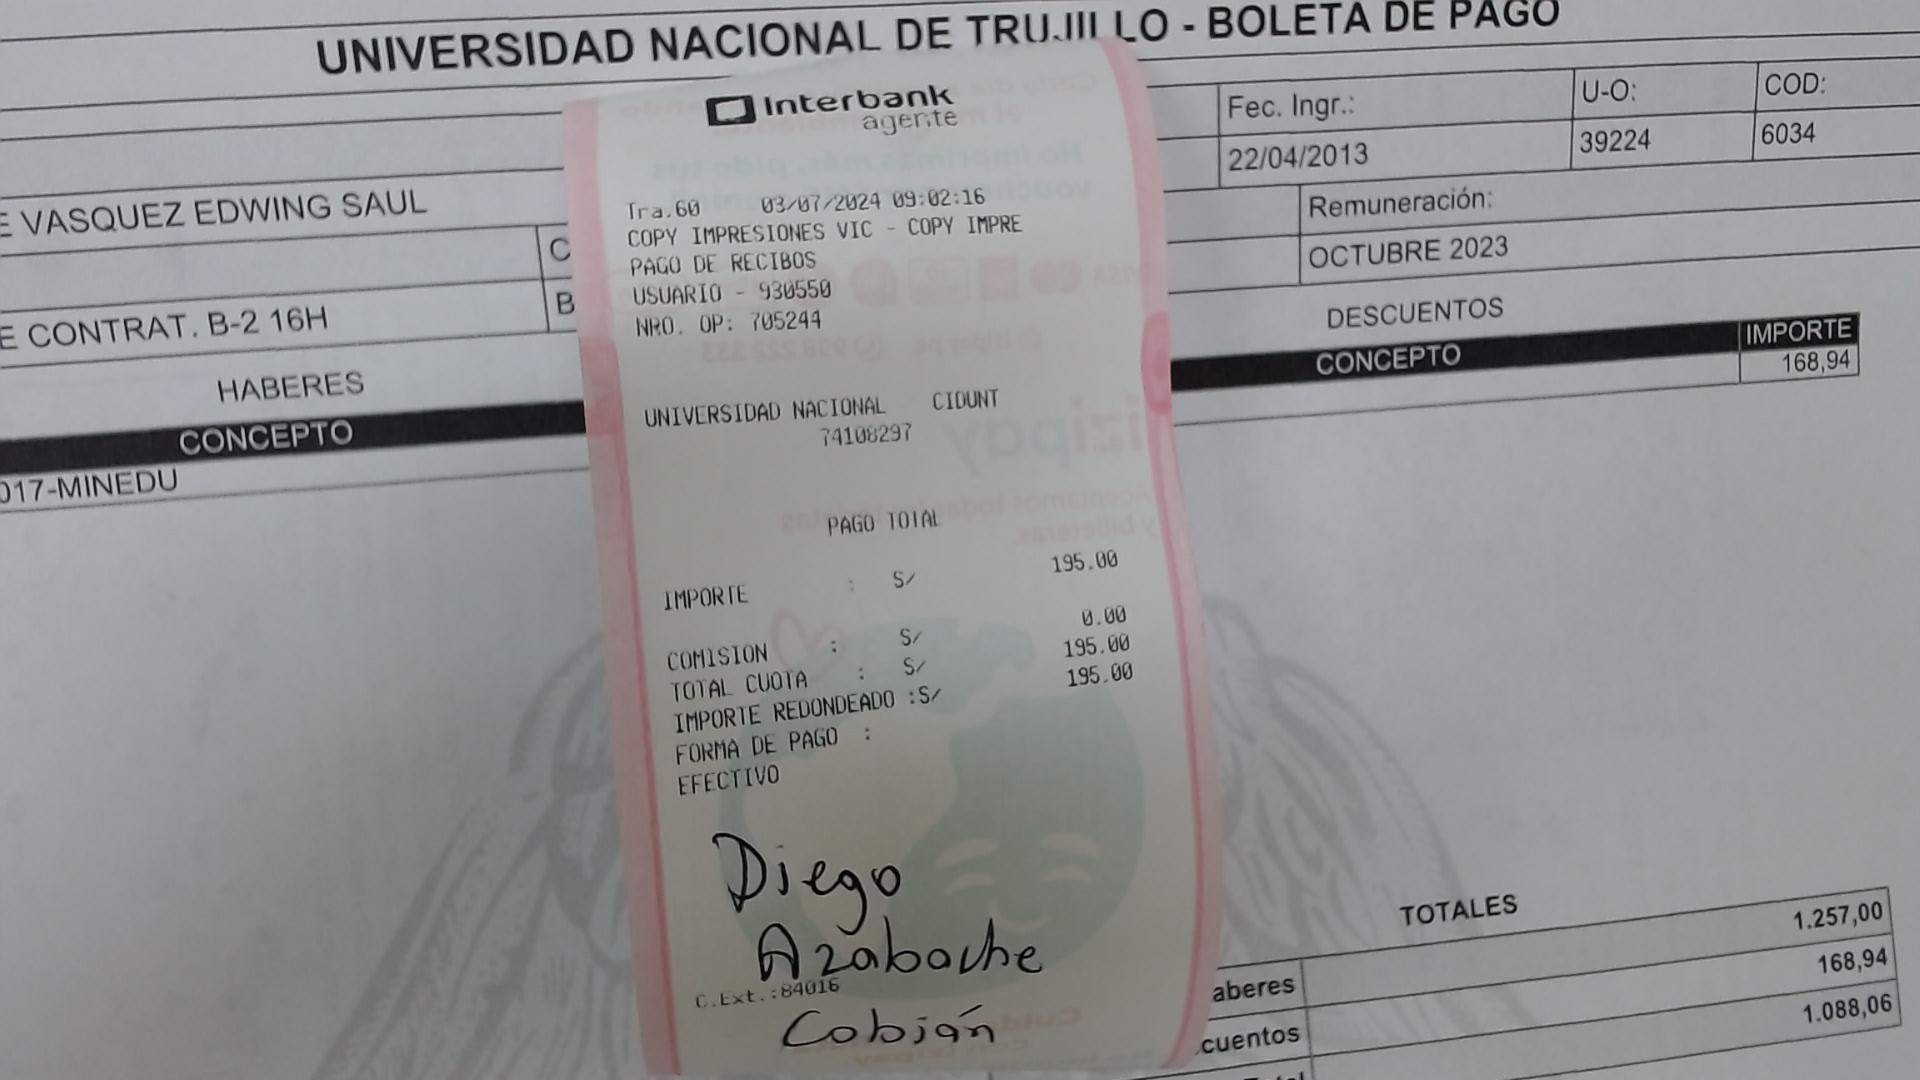 UNIVERSIDAD NACIONAL DE TRUJILLO - BOLETA DE PAGO
Fec. Ingr.:
U-O:
COD:
22/04/2013
39224
6034
E VASQUEZ EDWING SAUL
Remuneración:
C
OCTUBRE 2023
B
E CONTRAT. B-2 16H
HABERES
DESCUENTOS
CONCEPTO
CONCEPTO
IMPORTE
168,94
017-MINEDU
Interbank
agente
Tra.60 03/07/2024 09:02:16
COPY IMPRESIONES VIC - COPY IMPRE
PAGO DE RECIBOS
USUARIO - 930550
NRO. OP: 705244
UNIVERSIDAD NACIONAL CIDUNT
74108297
PAGO TOTAL
IMPORTE : S/ 195.00
COMISION : S/ 0.00
TOTAL CUOTA : S/ 195.00
IMPORTE REDONDEADO :S/ 195.00
FORMA DE PAGO :
EFECTIVO
Diego
Azabache
C.Ext.:84016
Cobián
TOTALES
aberes 1.257,00
cuentos 168,94
1.088,06